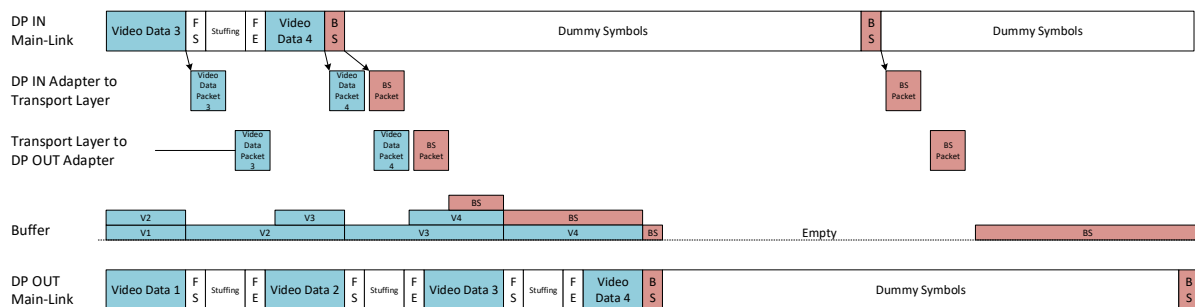 DP IN
Main-Link
Video Data 3
F
S
Stuffing
F
E
Video
Data 4
B
S
Dummy Symbols
B
S
Dummy Symbols
DP IN Adapter to
Transport Layer
Video
Data
Packet
3
Video
Data
Packet
4
BS
Packet
BS
Packet
Transport Layer to
DP OUT Adapter
Video
Data
Packet
3
Video
Data
Packet
4
BS
Packet
BS
Packet
Buffer
BS
V2
V3
V4
BS
V1
V2
V3
V4
BS
Empty
BS
DP OUT
Main-Link
Video Data 1
F
S
Stuffing
F
E
Video Data 2
F
S
Stuffing
F
E
Video Data 3
F
S
Stuffing
F
E
Video
Data 4
B
S
Dummy Symbols
B
S